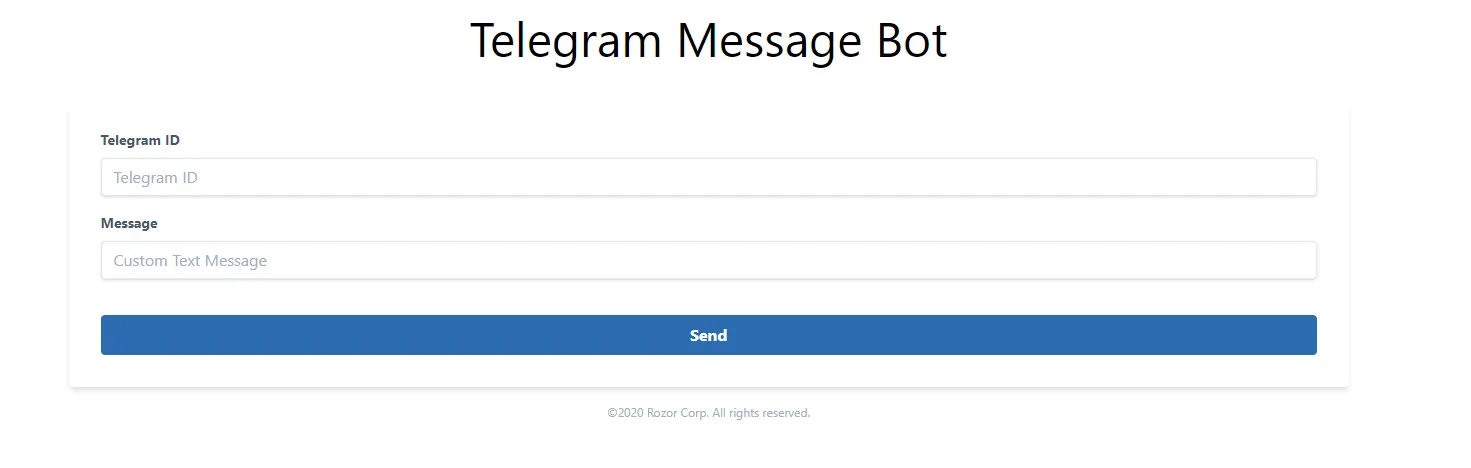 Telegram Message Bot
Telegram ID
Telegram ID
Message
Custom Text Message
Send
©2020 Rozor Corp. All rights reserved.